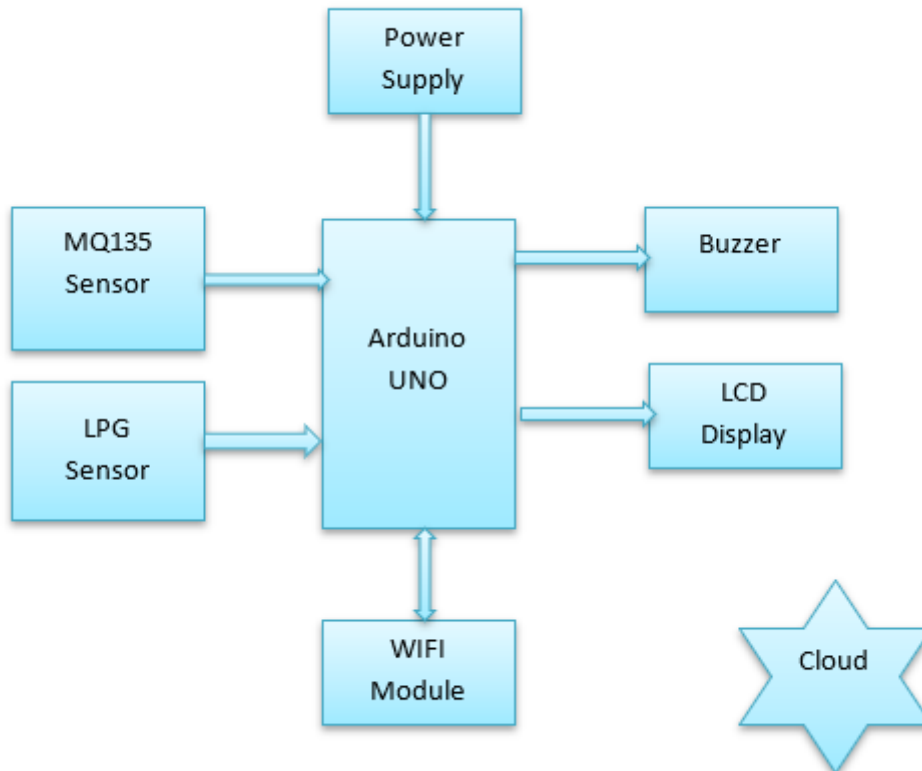 Power
Supply
MQ135
Sensor
Buzzer
Arduino
UNO
LCD
Display
LPG
Sensor
WIFI
Module
Cloud